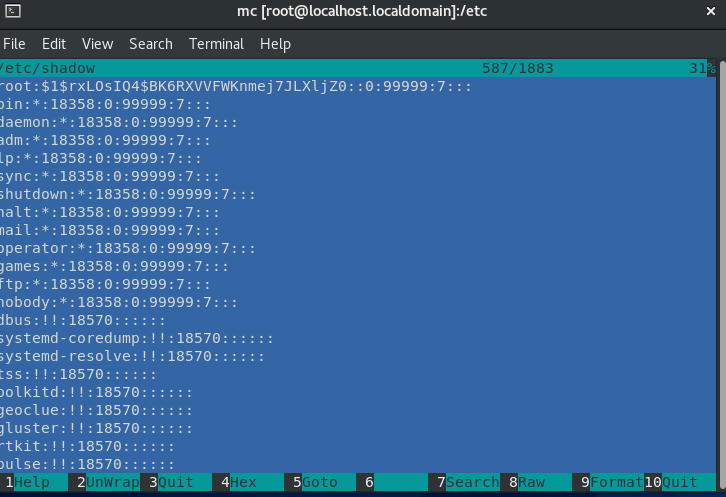 mc [root@localhost.localdomain]:/etc
File Edit View Search Terminal Help
/etc/shadow 587/1883 31%
root:$1$rxLOsIQ4$BK6RXVVFWKnmej7JLXljZ0::0:99999:7:::
bin:*:18358:0:99999:7:::
daemon:*:18358:0:99999:7:::
adm:*:18358:0:99999:7:::
lp:*:18358:0:99999:7:::
sync:*:18358:0:99999:7:::
shutdown:*:18358:0:99999:7:::
halt:*:18358:0:99999:7:::
mail:*:18358:0:99999:7:::
operator:*:18358:0:99999:7:::
games:*:18358:0:99999:7:::
ftp:*:18358:0:99999:7:::
nobody:*:18358:0:99999:7:::
dbus:!!:18570::::::
systemd-coredump:!!:18570::::::
systemd-resolve:!!:18570::::::
tss:!!:18570::::::
polkitd:!!:18570::::::
geoclue:!!:18570::::::
gluster:!!:18570::::::
rtkit:!!:18570::::::
pulse:!!:18570::::::
1Help 2UnWrap 3Quit 4Hex 5Goto 6 7Search 8Raw 9Format 10Quit